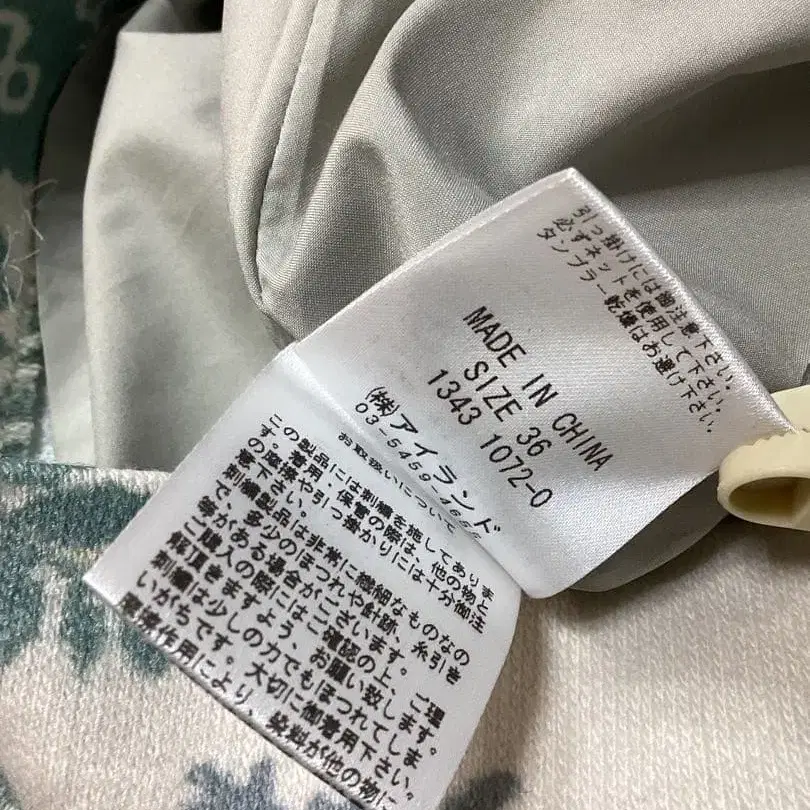 引っ掛けには御注意下さい。
必ずネットを使用して下さい。
タンブラー乾燥はお避け下さい。
MADE IN CHINA
SIZE 36
1343 1072-0
(株)アイランド
03-5459-4666
お取扱いについて
この製品には刺繍を施してありま
す。着用・保管の際は、他の物と
の摩擦や引っ掛かりには十分御注
意下さい。
刺繍製品は非常に繊細なものなの
で、多少のほつれや針跡、糸引き
等がある場合がございます。
ご購入の際にはご確認の上、ご理
解頂きますよう、お願い致します。
刺繍は少しの力でもほつれてしま
いがちです。大切に御着用下さい。
摩擦作用により、染料が他の物に